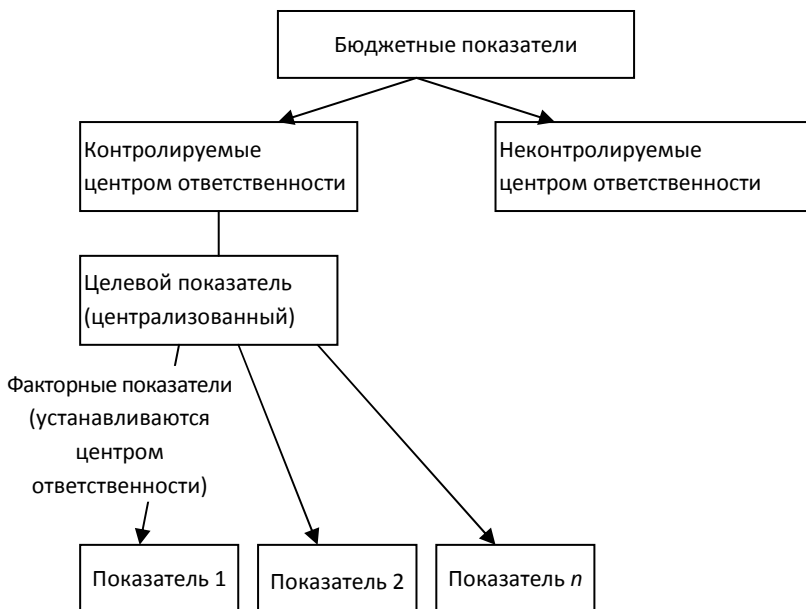 Бюджетные показатели
Контролируемые
центром ответственности
Неконтролируемые
центром ответственности
Целевой показатель
(централизованный)
Факторные показатели
(устанавливаются
центром
ответственности)
Показатель 1
Показатель 2
Показатель n